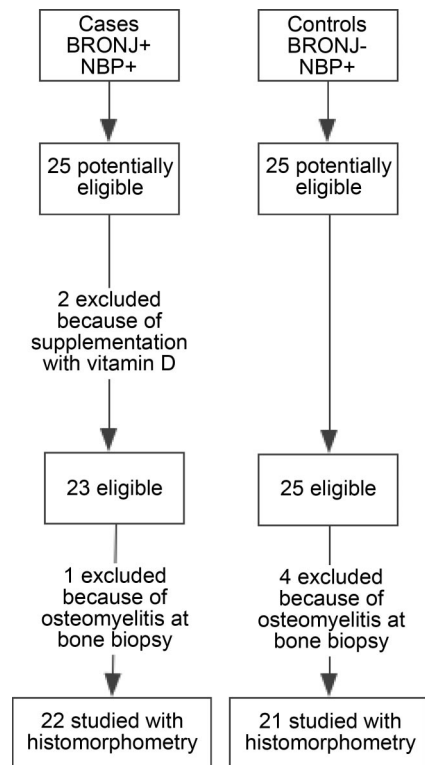 Cases
BRONJ+
NBP+
25 potentially
eligible
2 excluded
because of
supplementation
with vitamin D
23 eligible
1 excluded
because of
osteomyelitis at
bone biopsy
22 studied with
histomorphometry
Controls
BRONJ-
NBP+
25 potentially
eligible
25 eligible
4 excluded
because of
osteomyelitis at
bone biopsy
21 studied with
histomorphometry